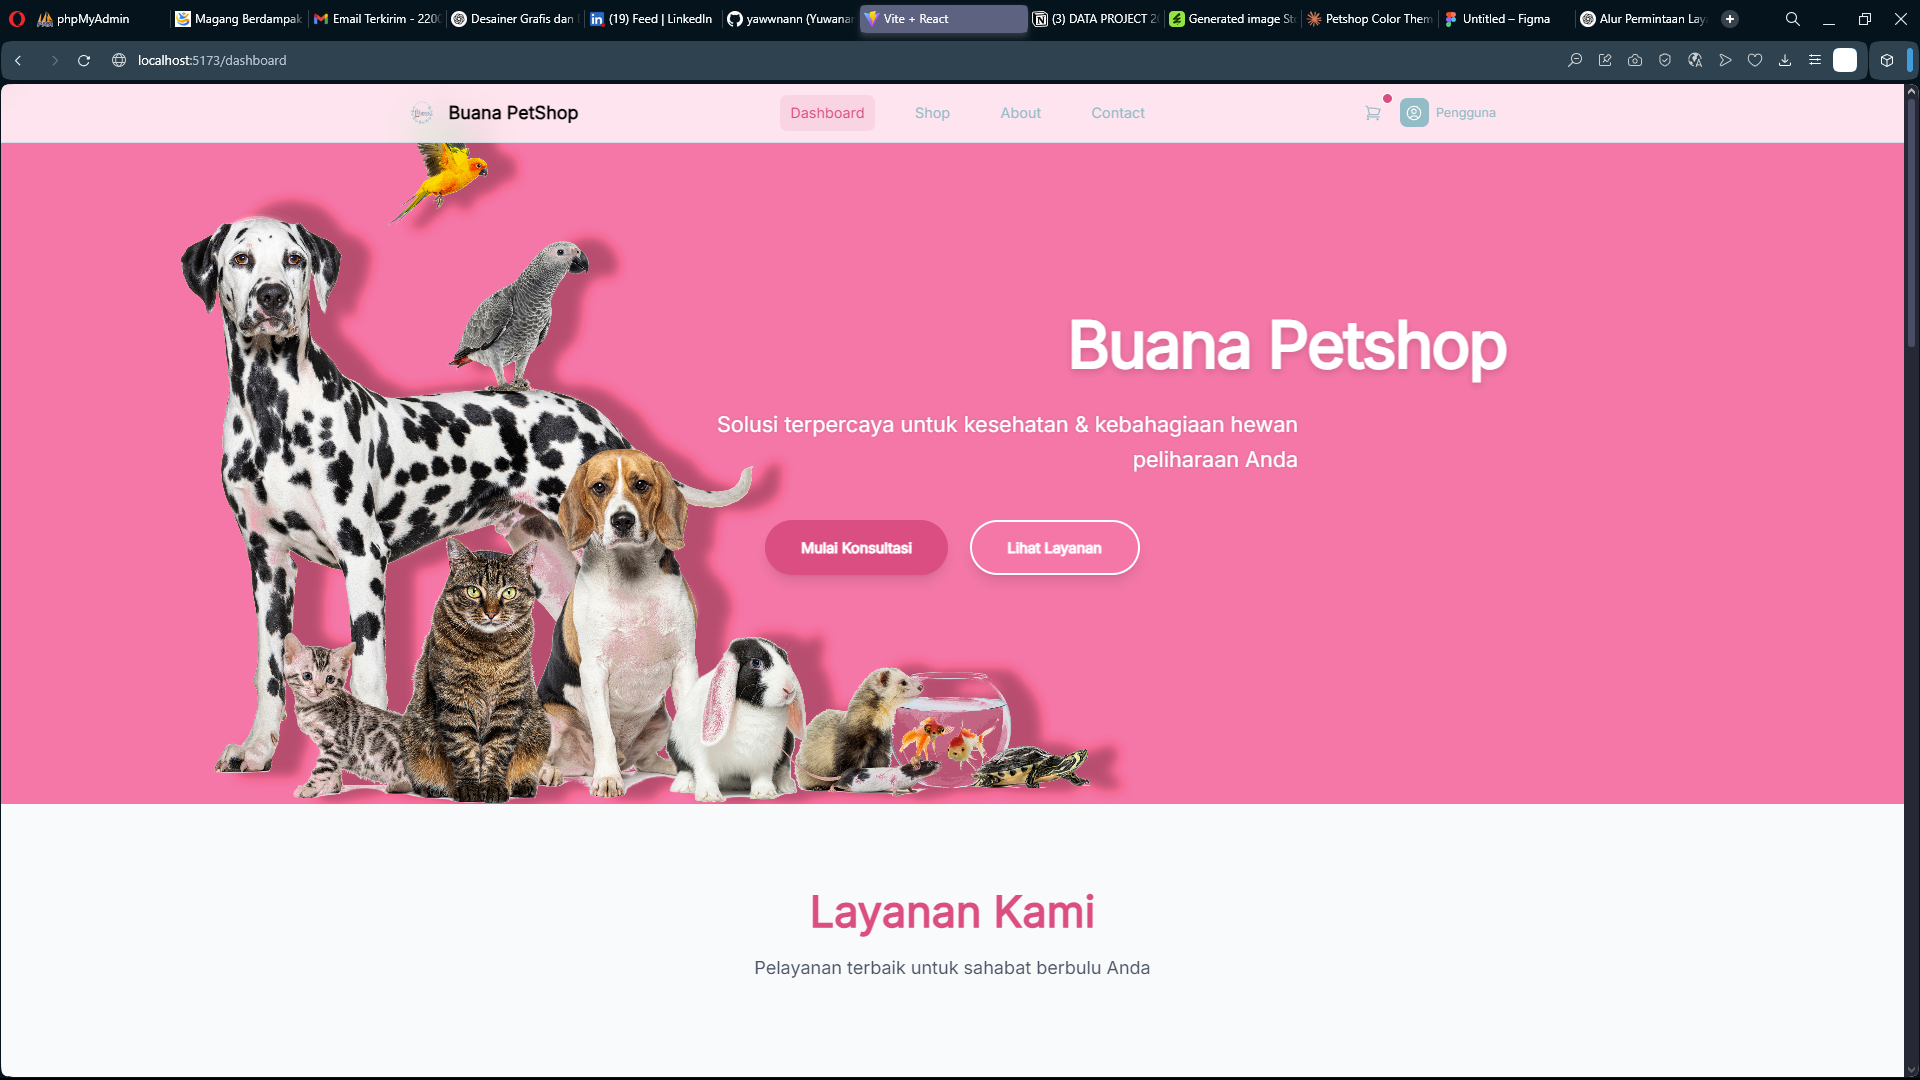 phpMyAdmin
Magang Berdampak
Email Terkirim - 2200
Desainer Grafis dan
(19) Feed | LinkedIn
yawwnann (Yuwanan
Vite + React
(3) DATA PROJECT 20
Generated image St
Petshop Color Them
Untitled – Figma
Alur Permintaan Lay
localhost:5173/dashboard
Buana PetShop
Dashboard
Shop
About
Contact
Pengguna
Buana Petshop
Solusi terpercaya untuk kesehatan & kebahagiaan hewan
peliharaan Anda
Mulai Konsultasi
Lihat Layanan
Layanan Kami
Pelayanan terbaik untuk sahabat berbulu Anda